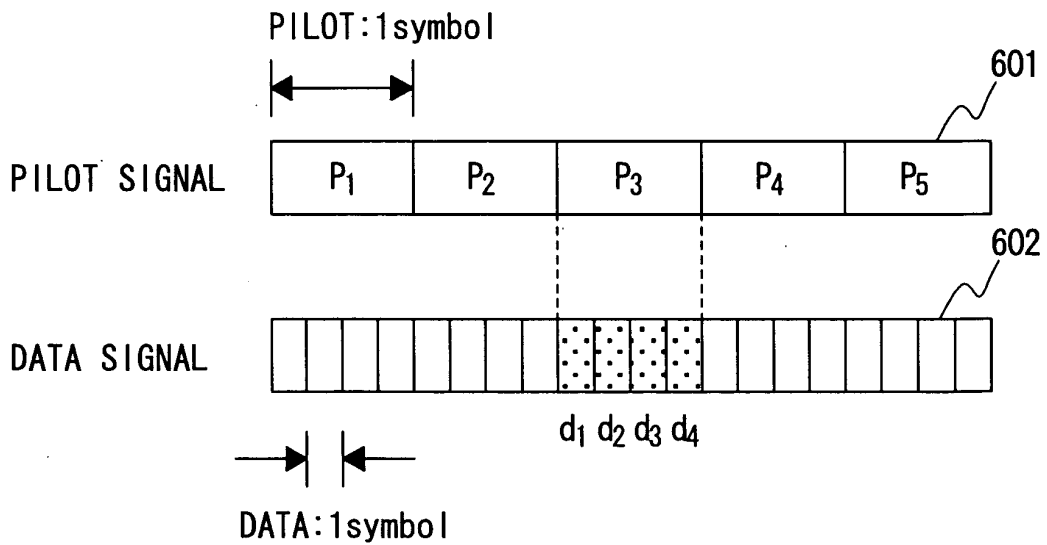 PILOT:1symbol
601
PILOT SIGNAL P1 P2 P3 P4 P5
602
DATA SIGNAL
d1 d2 d3 d4
DATA:1symbol